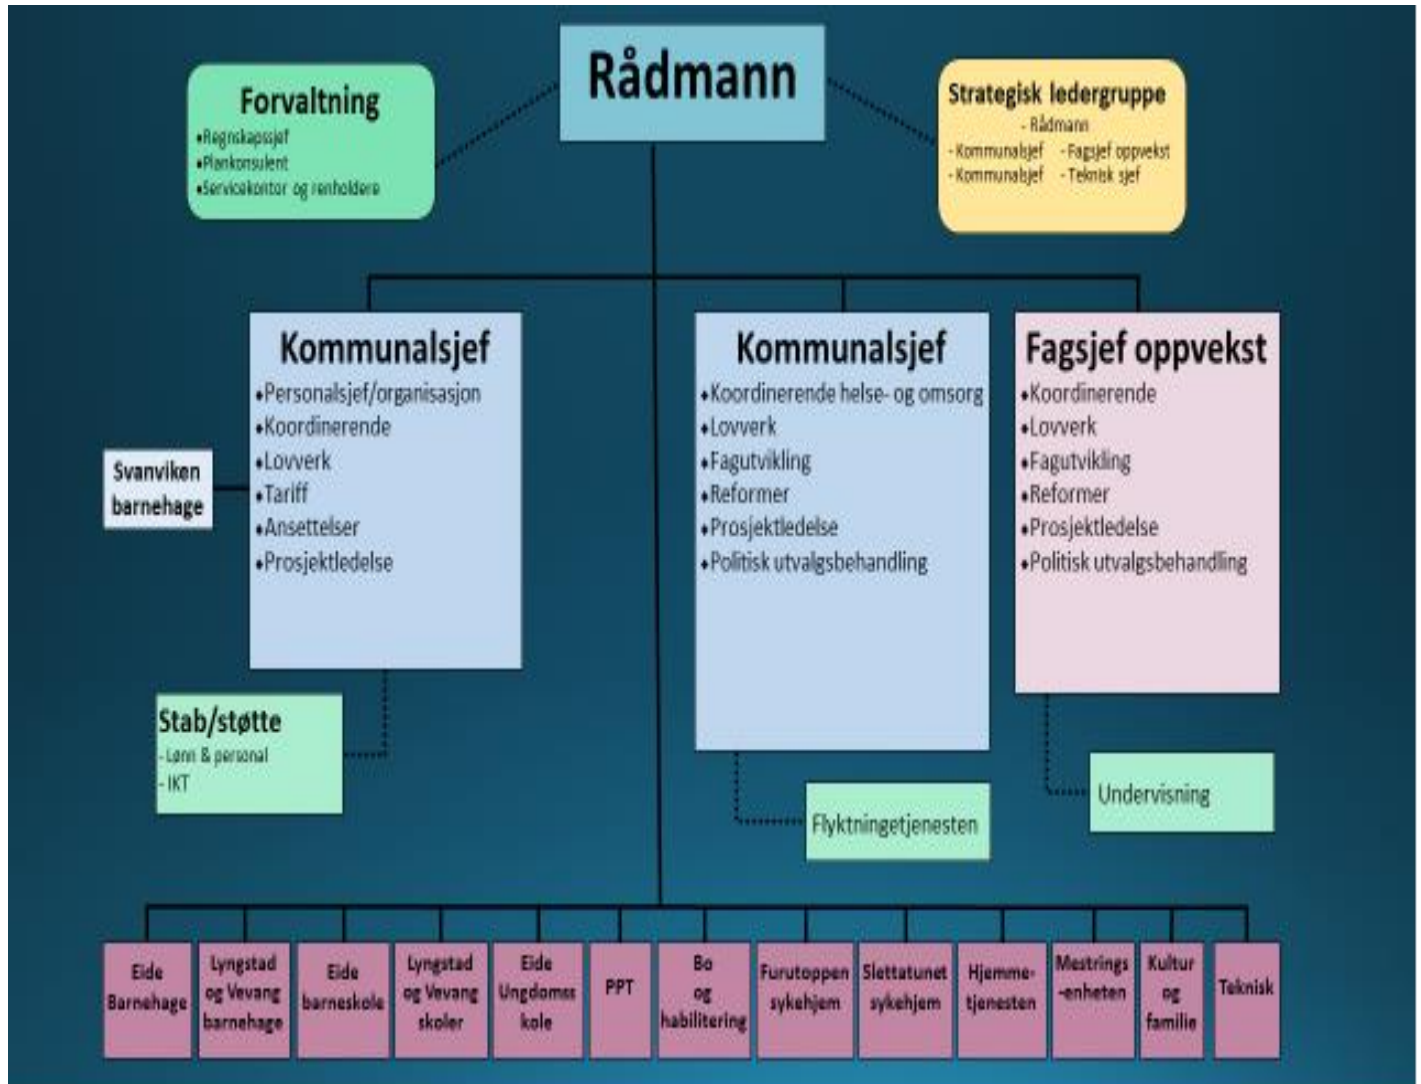 Rådmann
Forvaltning
•Regnskapssjef
•Plankonsulent
•Servicekontor og renholdere
Strategisk ledergruppe
- Rådmann
- Kommunalsjef - Fagsjef oppvekst
- Kommunalsjef - Teknisk sjef
Kommunalsjef
•Personalsjef/organisasjon
•Koordinerende
•Lovverk
•Tariff
•Ansettelser
•Prosjektledelse
Svanviken
barnehage
Stab/støtte
- Lønn & personal
- IKT
Kommunalsjef
•Koordinerende helse- og omsorg
•Lovverk
•Fagutvikling
•Reformer
•Prosjektledelse
•Politisk utvalgsbehandling
Flyktningetjenesten
Fagsjef oppvekst
•Koordinerende
•Lovverk
•Fagutvikling
•Reformer
•Prosjektledelse
•Politisk utvalgsbehandling
Undervisning
Eide
Barnehage
Lyngstad
og Vevang
barnehage
Eide
barneskole
Lyngstad
og Vevang
skoler
Eide
Ungdomss
kole
PPT
Bo
og
habilitering
Furutoppen
sykehjem
Slettatunet
sykehjem
Hjemme-
tjenesten
Mestrings
-enheten
Kultur
og
familie
Teknisk